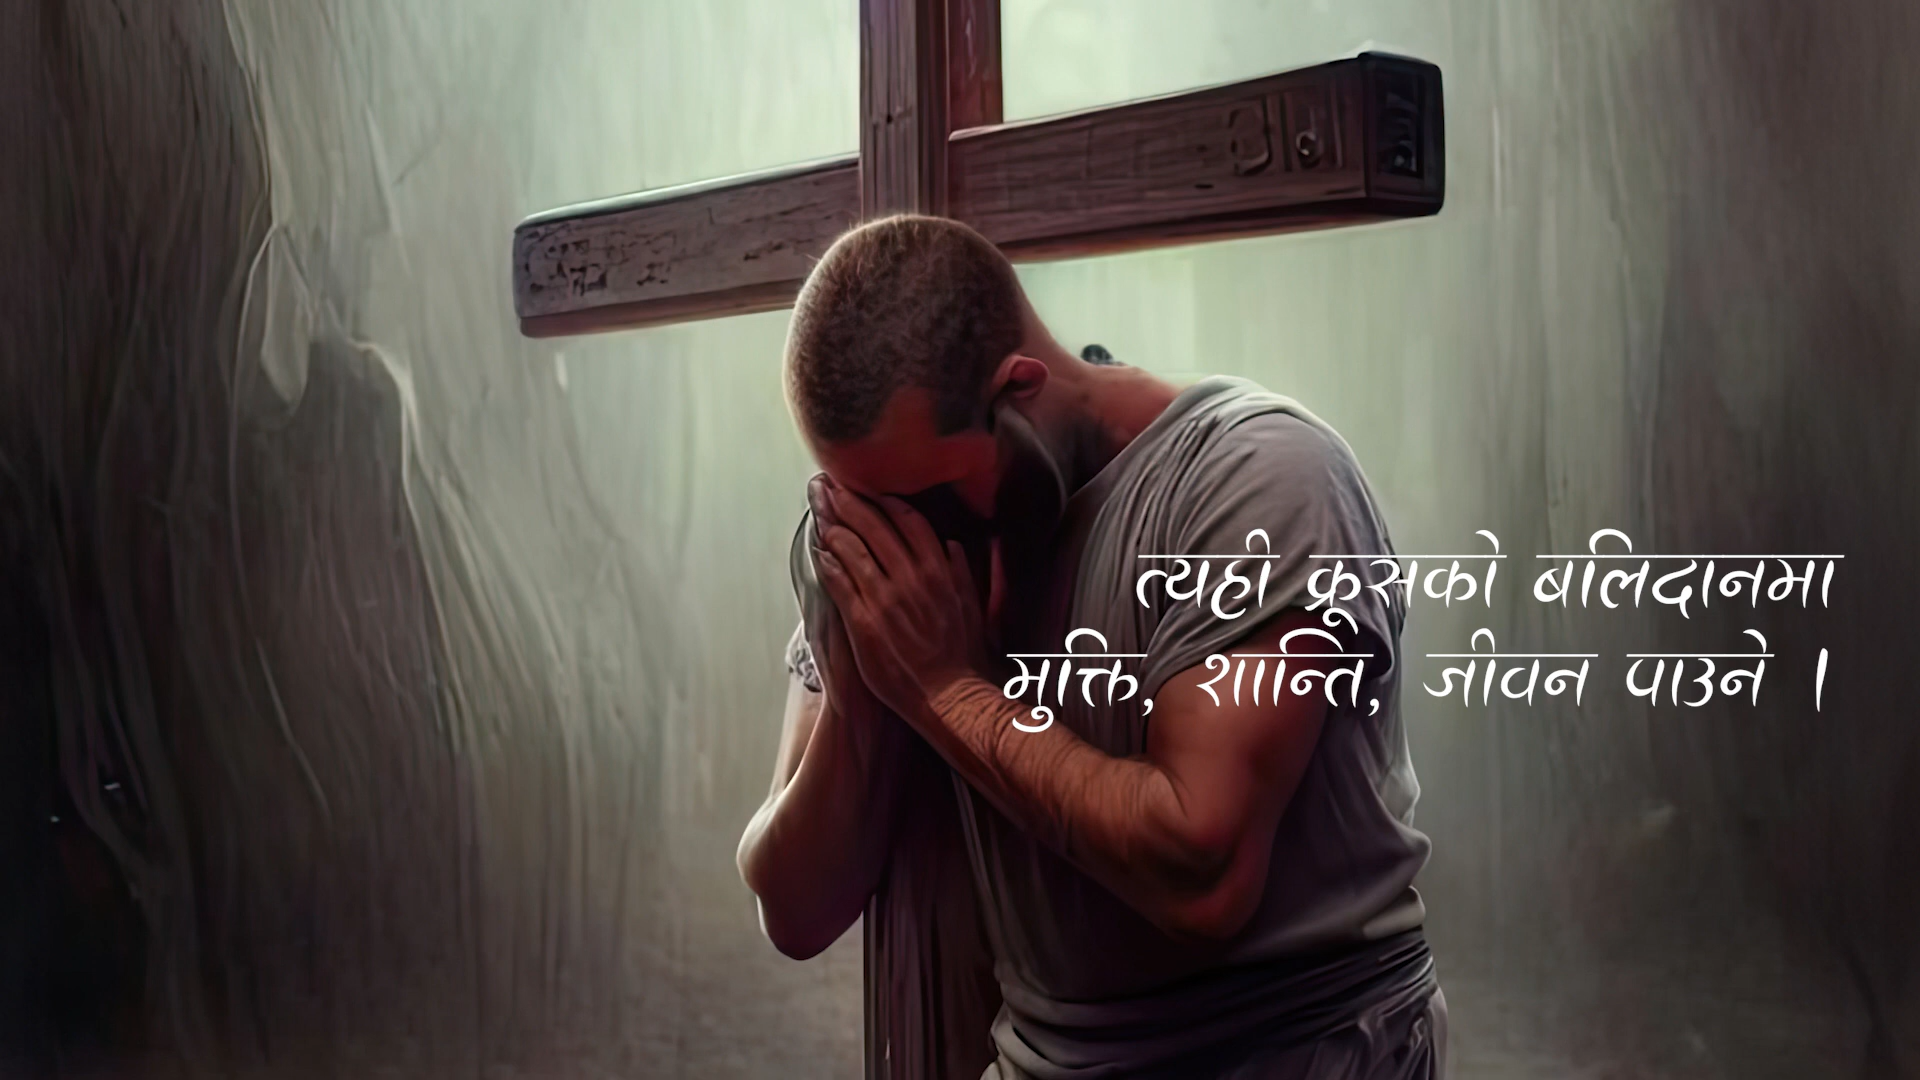 त्यही क्रूसको बलिदानमा
मुक्ति, शान्ति, जीवन पाउने ।